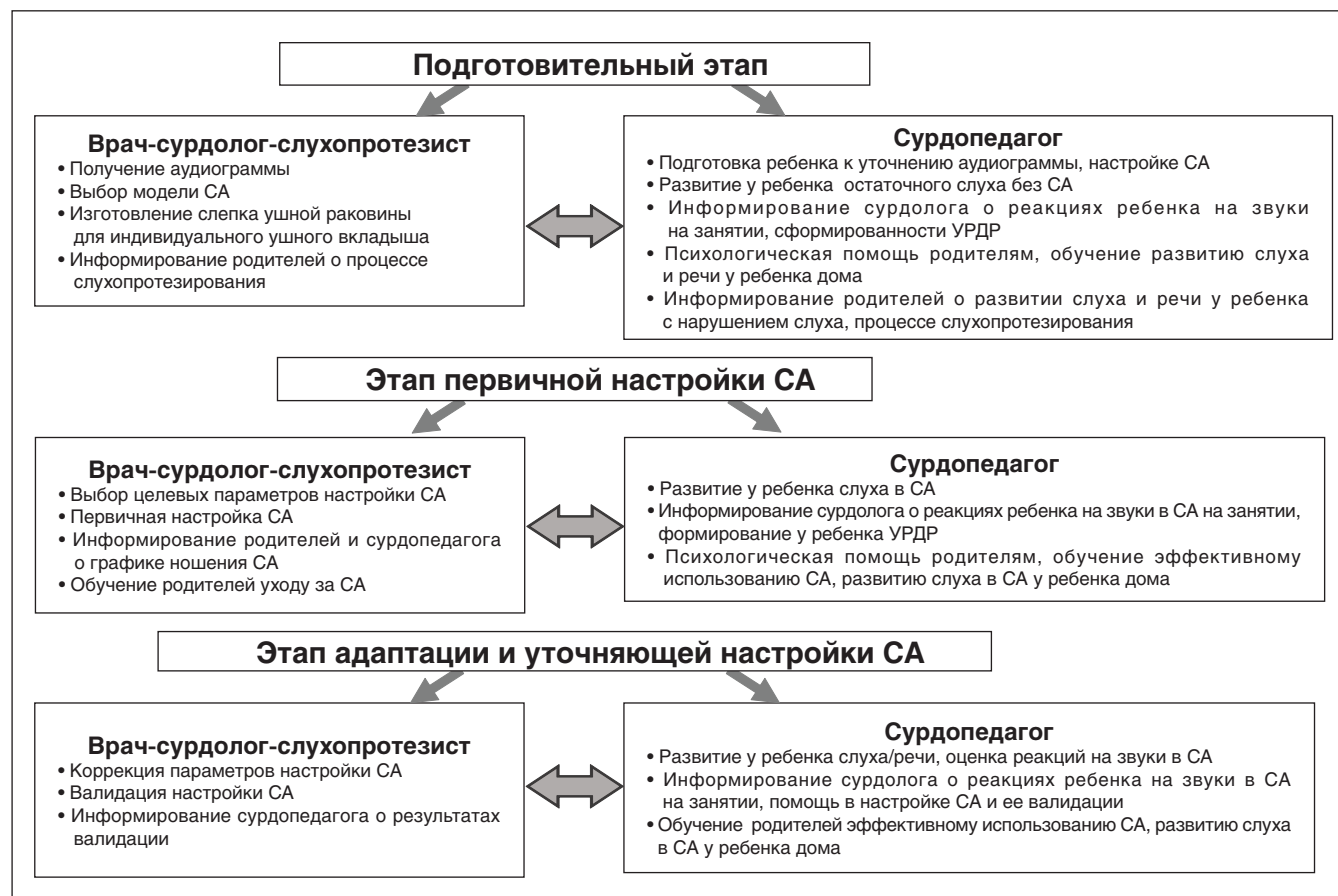 Подготовительный этап
Врач-сурдолог-слухопротезист
• Получение аудиограммы
• Выбор модели СА
• Изготовление слепка ушной раковины
для индивидуального ушного вкладыша
• Информирование родителей о процессе
слухопротезирования
Сурдопедагог
• Подготовка ребенка к уточнению аудиограммы, настройке СА
• Развитие у ребенка остаточного слуха без СА
• Информирование сурдолога о реакциях ребенка на звуки
на занятии, сформированности УРДР
• Психологическая помощь родителям, обучение развитию слуха
и речи у ребенка дома
• Информирование родителей о развитии слуха и речи у ребенка
с нарушением слуха, процессе слухопротезирования
Этап первичной настройки СА
Врач-сурдолог-слухопротезист
• Выбор целевых параметров настройки СА
• Первичная настройка СА
• Информирование родителей и сурдопедагога
о графике ношения СА
• Обучение родителей уходу за СА
Сурдопедагог
• Развитие у ребенка слуха в СА
• Информирование сурдолога о реакциях ребенка на звуки в СА на занятии,
формирование у ребенка УРДР
• Психологическая помощь родителям, обучение эффективному
использованию СА, развитию слуха в СА у ребенка дома
Этап адаптации и уточняющей настройки СА
Врач-сурдолог-слухопротезист
• Коррекция параметров настройки СА
• Валидация настройки СА
• Информирование сурдопедагога о результатах
валидации
Сурдопедагог
• Развитие у ребенка слуха/речи, оценка реакций на звуки в СА
• Информирование сурдолога о реакциях ребенка на звуки в СА
на занятии, помощь в настройке СА и ее валидации
• Обучение родителей эффективному использованию СА, развитию слуха
в СА у ребенка дома